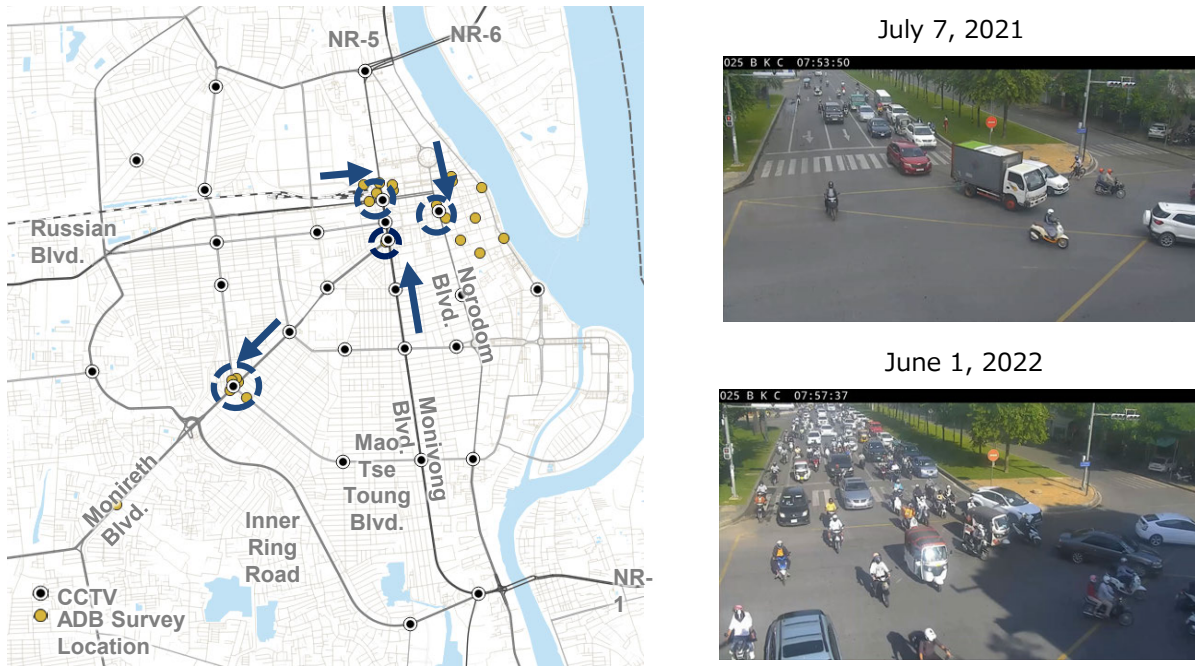 NR-5
NR-6
Russian
Blvd.
Norodom
Blvd.
Monivong
Blvd.
Mao.
Tse
Toung
Blvd.
Monireth
Blvd.
Inner
Ring
Road
NR-
1
CCTV
ADB Survey
Location
July 7, 2021
025 B K C 07:53:50
June 1, 2022
025 B K C 07:57:37